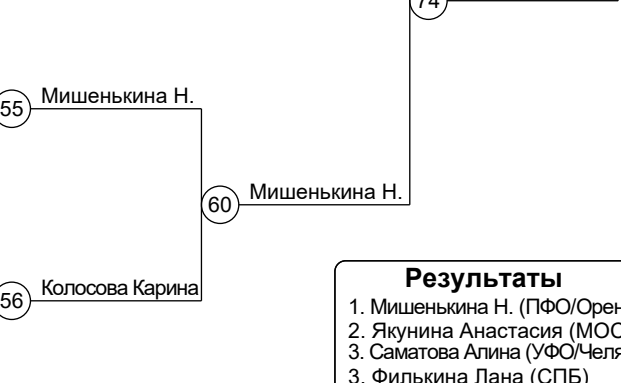 74
Мишенькина Н.
55
Мишенькина Н.
60
Колосова Карина
56
Результаты
1. Мишенькина Н. (ПФО/Орен
2. Якунина Анастасия (МОС
3. Саматова Алина (УФО/Челя
3. Филькина Лана (СПБ)